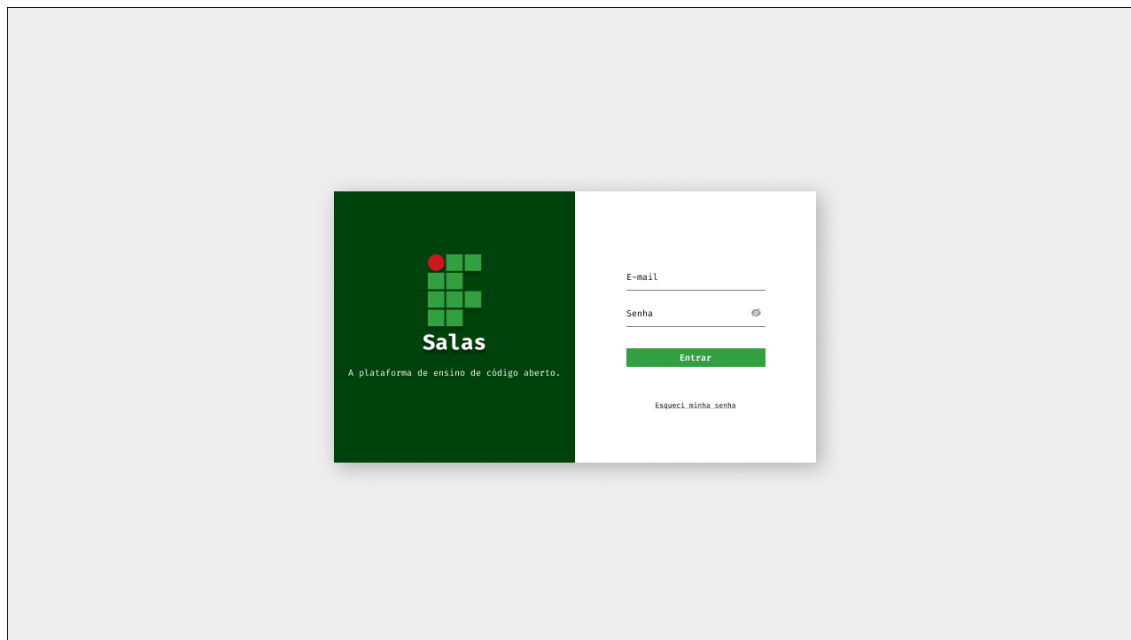 Salas
A plataforma de ensino de código aberto.
E-mail
Senha
Entrar
Esqueci minha senha